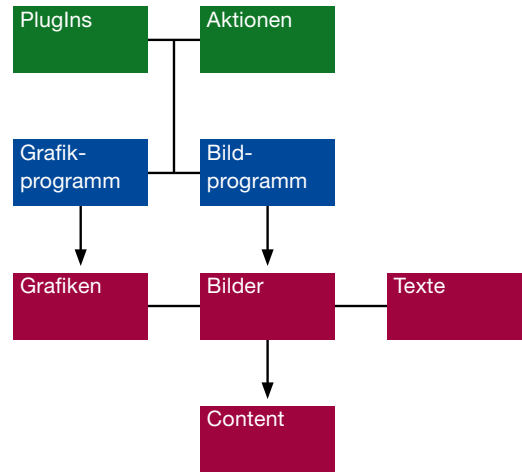 PlugIns
Aktionen
Grafik-
programm
Bild-
programm
Grafiken
Bilder
Texte
Content